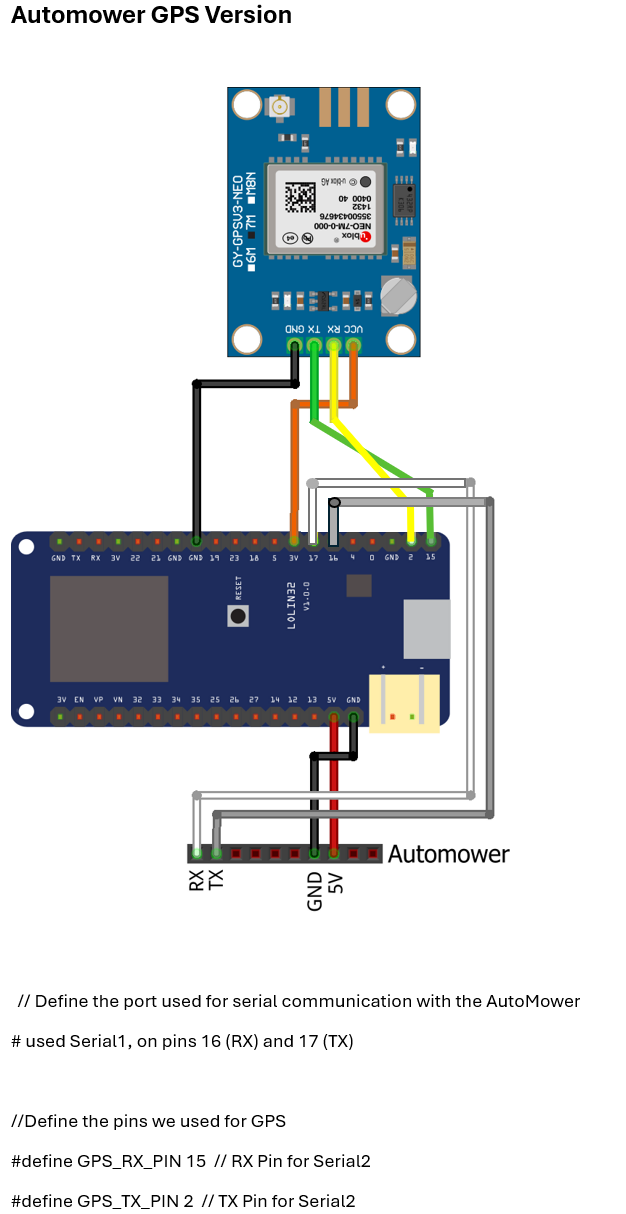 Automower GPS Version
GY-GPSV3-NEO
■6M ■7M ■M8N
u-blox AG
0400 40
1432
3550034676
NEO-7M-0-000
blox
GND TX RX VCC
GND TX RX 3V 22 21 GND GND 19 23 18 5 3V 17 16 4 0 GND 2 15
RESET
LOLIN32
V1.0.0
+ -
3V EN VP VN 32 33 34 35 25 26 27 14 12 13 5V GND
Automower
RX TX GND 5V
// Define the port used for serial communication with the AutoMower
# used Serial1, on pins 16 (RX) and 17 (TX)
//Define the pins we used for GPS
#define GPS_RX_PIN 15 // RX Pin for Serial2
#define GPS_TX_PIN 2 // TX Pin for Serial2